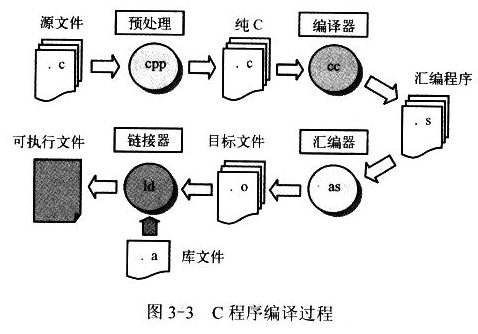 源文件
预处理
纯 C
编译器
. c
cpp
. c
cc
汇编程序
. s
可执行文件
链接器
目标文件
汇编器
ld
. o
as
. a
库文件
图 3-3 C 程序编译过程